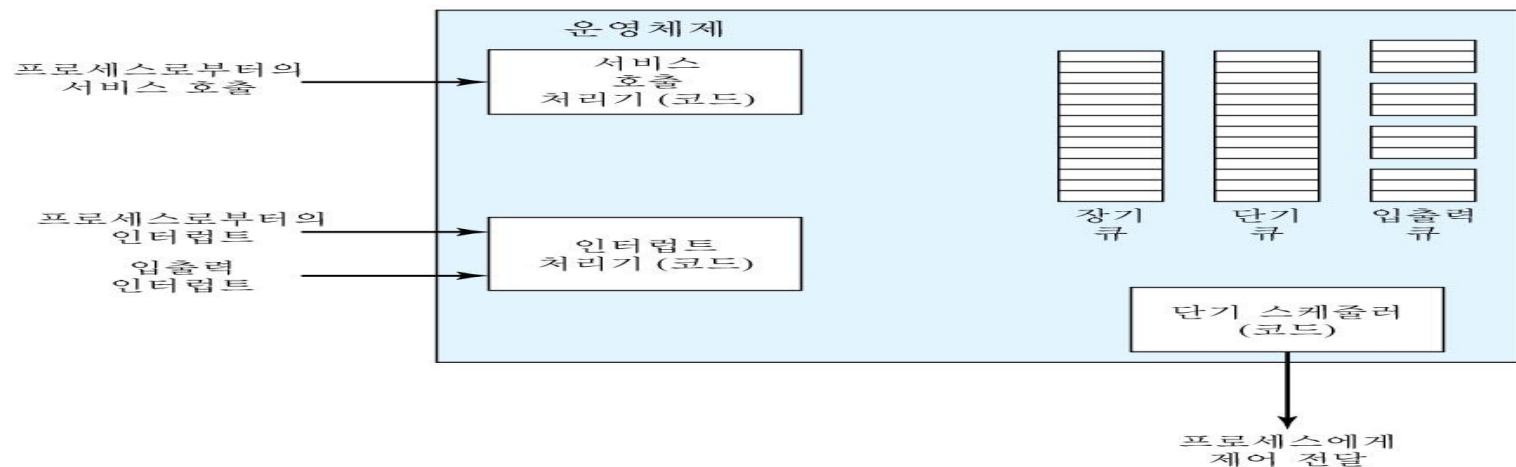 운영체제
프로세스로부터의
서비스 호출
서비스
호출
처리기 (코드)
프로세스로부터의
인터럽트
입출력
인터럽트
인터럽트
처리기 (코드)
장기
큐
단기
큐
입출력
큐
단기 스케줄러
(코드)
프로세스에게
제어 전달